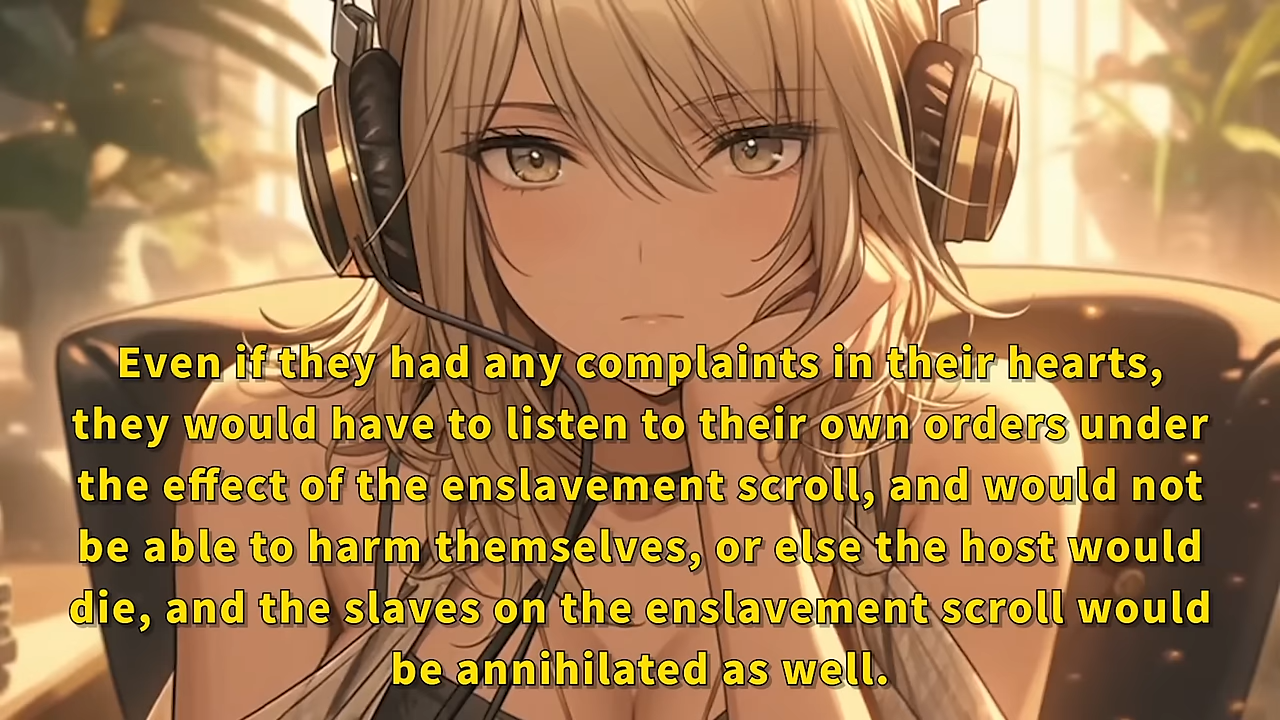 Even if they had any complaints in their hearts,
they would have to listen to their own orders under
the effect of the enslavement scroll, and would not
be able to harm themselves, or else the host would
die, and the slaves on the enslavement scroll would
be annihilated as well.